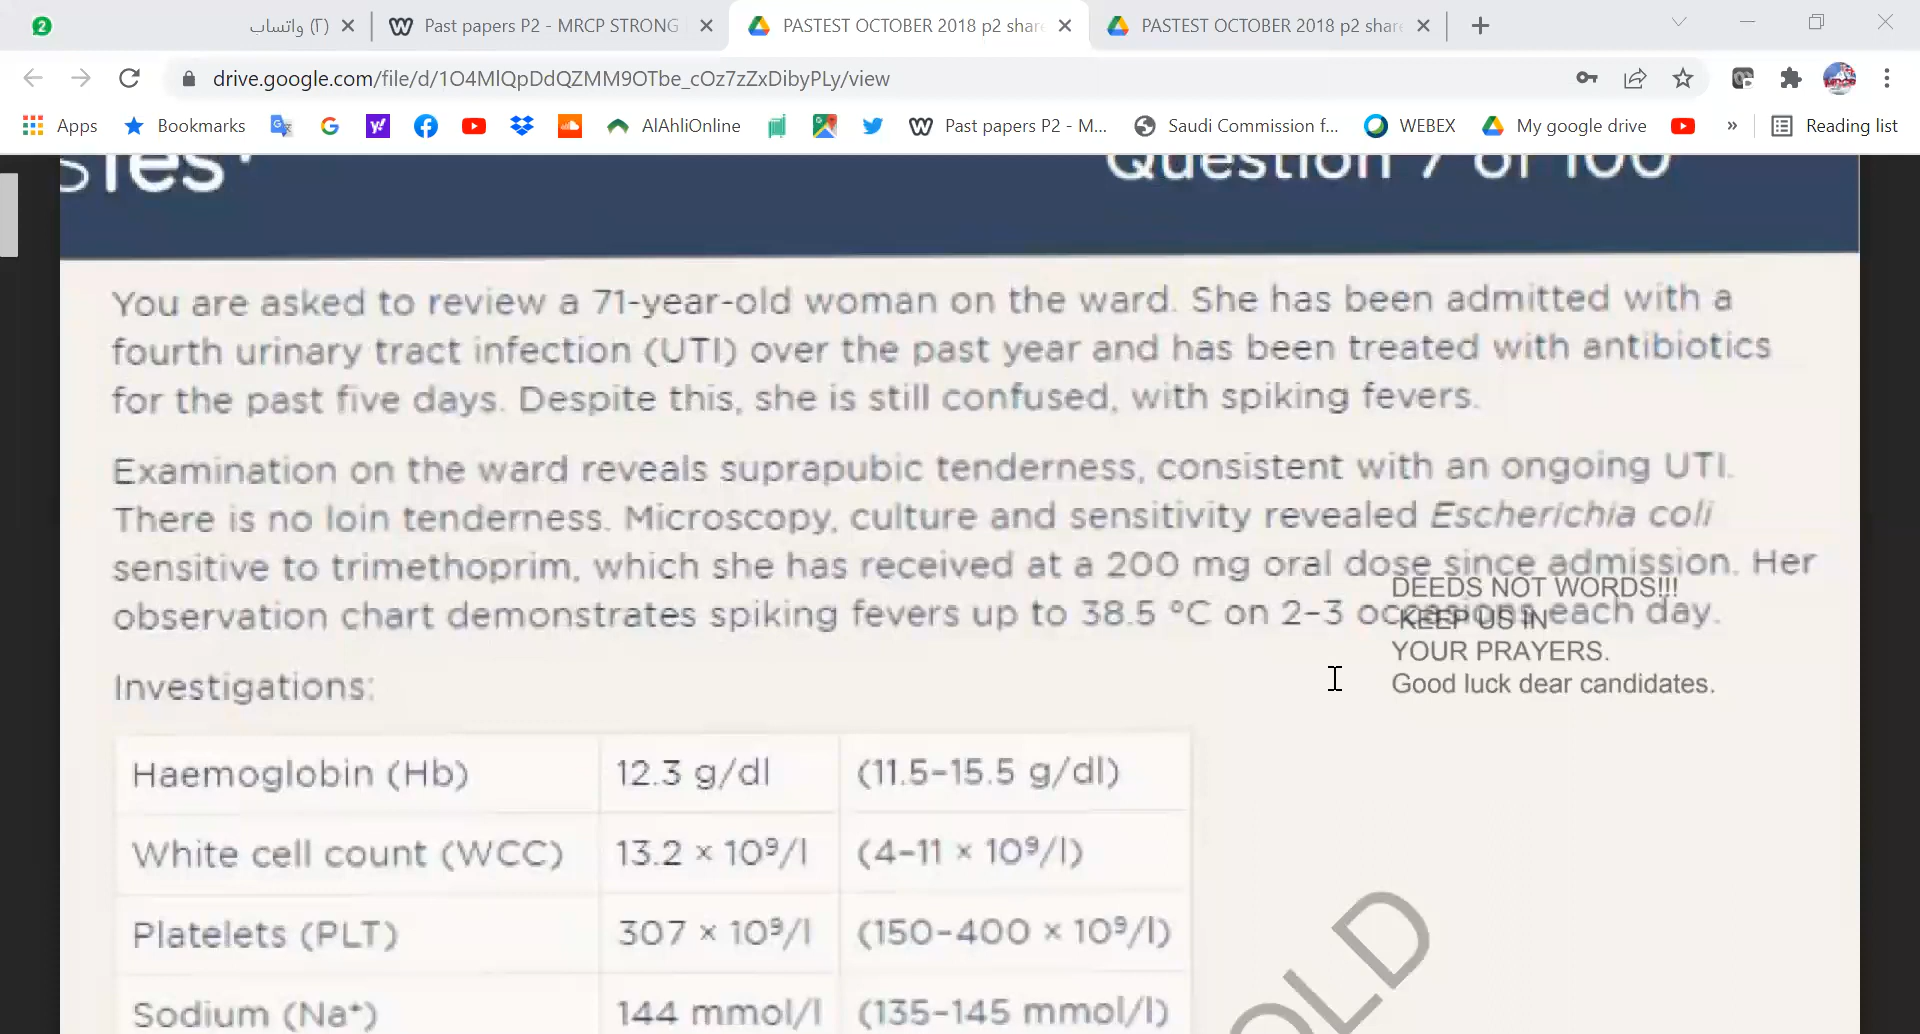 2
واتساب (٢)
Past papers P2 - MRCP STRONG
PASTEST OCTOBER 2018 p2 share
PASTEST OCTOBER 2018 p2 shar
drive.google.com/file/d/1O4MlQpDdQZMM9OTbe_cOz7zZxDibyPLy/view
Apps Bookmarks AlAhliOnline Past papers P2 - M... Saudi Commission f... WEBEX My google drive » Reading list
Question 7 of 100
You are asked to review a 71-year-old woman on the ward. She has been admitted with a
fourth urinary tract infection (UTI) over the past year and has been treated with antibiotics
for the past five days. Despite this, she is still confused, with spiking fevers.
Examination on the ward reveals suprapubic tenderness, consistent with an ongoing UTI.
There is no loin tenderness. Microscopy, culture and sensitivity revealed Escherichia coli
sensitive to trimethoprim, which she has received at a 200 mg oral dose since admission. Her
observation chart demonstrates spiking fevers up to 38.5 °C on 2–3 occasions each day.
DEEDS NOT WORDS!!!
KEEP US IN
YOUR PRAYERS.
Good luck dear candidates.
Investigations:
Haemoglobin (Hb) 12.3 g/dl (11.5–15.5 g/dl)
White cell count (WCC) 13.2 × 10⁹/l (4–11 × 10⁹/l)
Platelets (PLT) 307 × 10⁹/l (150–400 × 10⁹/l)
Sodium (Na⁺) 144 mmol/l (135–145 mmol/l)
OLD